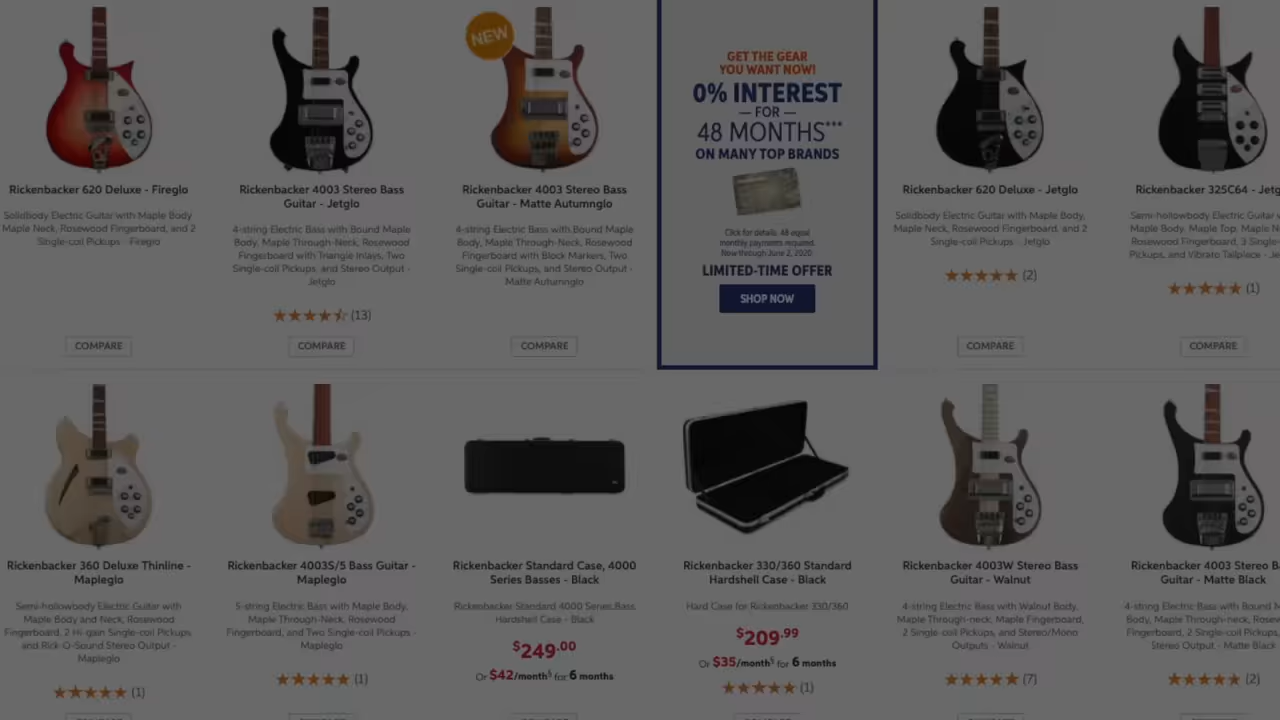 NEW
Rickenbacker 620 Deluxe - Fireglo
Solidbody Electric Guitar with Maple Body
Maple Neck, Rosewood Fingerboard, and 2
Single-coil Pickups - Fireglo
COMPARE
Rickenbacker 4003 Stereo Bass
Guitar - Jetglo
4-string Electric Bass with Bound Maple
Body, Maple Through-Neck, Rosewood
Fingerboard with Triangle Inlays, Two
Single-coil Pickups, and Stereo Output -
Jetglo
(13)
COMPARE
Rickenbacker 4003 Stereo Bass
Guitar - Matte Autumnglo
4-string Electric Bass with Bound Maple
Body, Maple Through-Neck, Rosewood
Fingerboard with Block Markers, Two
Single-coil Pickups, and Stereo Output -
Matte Autumnglo
COMPARE
GET THE GEAR
YOU WANT NOW!
0% INTEREST
— FOR —
48 MONTHS***
ON MANY TOP BRANDS
Click for details. 48 equal
monthly payments required.
Now through June 2, 2020
LIMITED-TIME OFFER
SHOP NOW
Rickenbacker 620 Deluxe - Jetglo
Solidbody Electric Guitar with Maple Body,
Maple Neck, Rosewood Fingerboard, and 2
Single-coil Pickups - Jetglo
(2)
COMPARE
Rickenbacker 325C64 - Jetg
Semi-hollowbody Electric Guitar
Maple Body, Maple Top, Maple N
Rosewood Fingerboard, 3 Single-
Pickups, and Vibrato Tailpiece - Je
(1)
COMPARE
Rickenbacker 360 Deluxe Thinline -
Mapleglo
Semi-hollowbody Electric Guitar with
Maple Body and Neck, Rosewood
Fingerboard, 2 Hi-gain Single-coil Pickups
and Rick-O-Sound Stereo Output -
Mapleglo
(1)
Rickenbacker 4003S/5 Bass Guitar -
Mapleglo
5-string Electric Bass with Maple Body,
Maple Through-Neck, Rosewood
Fingerboard, and Two Single-coil Pickups -
Mapleglo
(1)
Rickenbacker Standard Case, 4000
Series Basses - Black
Rickenbacker Standard 4000 Series Bass
Hardshell Case - Black
$249.00
Or $42/month§ for 6 months
Rickenbacker 330/360 Standard
Hardshell Case - Black
Hard Case for Rickenbacker 330/360
$209.99
Or $35/month§ for 6 months
(1)
Rickenbacker 4003W Stereo Bass
Guitar - Walnut
4-string Electric Bass with Walnut Body,
Maple Through-neck, Maple Fingerboard,
2 Single-coil Pickups, and Stereo/Mono
Outputs - Walnut
(7)
Rickenbacker 4003 Stereo B
Guitar - Matte Black
4-string Electric Bass with Bound M
Body, Maple Through-neck, Rosew
Fingerboard, 2 Single-coil Pickups,
Stereo Output - Matte Black
(2)